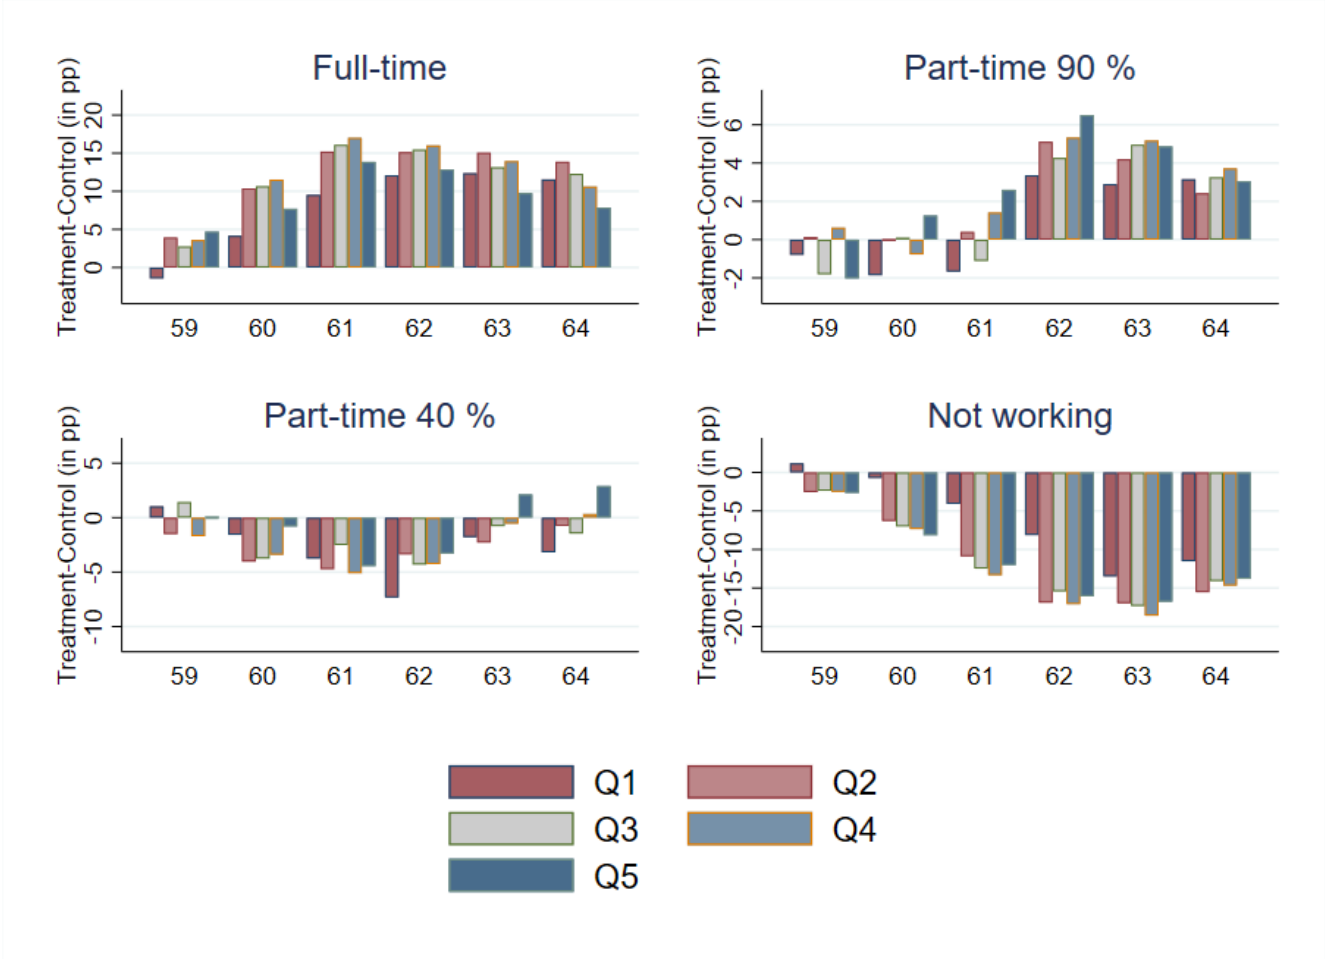 Full-time
Treatment-Control (in pp)
20
15
10
5
0
59 60 61 62 63 64
Part-time 90 %
Treatment-Control (in pp)
6
4
2
0
-2
59 60 61 62 63 64
Part-time 40 %
Treatment-Control (in pp)
5
0
-5
-10
59 60 61 62 63 64
Not working
Treatment-Control (in pp)
0
-5
-10
-15
-20
59 60 61 62 63 64
Q1 Q2
Q3 Q4
Q5